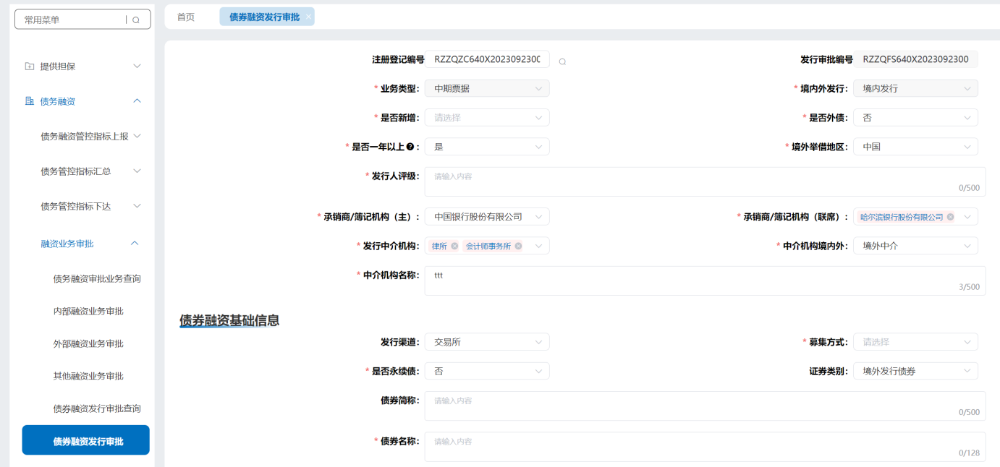 常用菜单
首页
债券融资发行审批
提供担保
债务融资
债务融资管控指标上报
债务管控指标汇总
债务管控指标下达
融资业务审批
债务融资审批业务查询
内部融资业务审批
外部融资业务审批
其他融资业务审批
债券融资发行审批查询
债券融资发行审批
注册登记编号 RZZQZC640X202309230C
发行审批编号 RZZQFS640X2023092300
* 业务类型: 中期票据
* 境内外发行: 境内发行
* 是否新增: 请选择
* 是否外债: 否
* 是否一年以上 ? : 是
* 境外举借地区: 中国
* 发行人评级: 请输入内容
0/500
* 承销商/簿记机构（主）: 中国银行股份有限公司
* 承销商/簿记机构（联席）: 哈尔滨银行股份有限公司
* 发行中介机构: 律所 会计师事务所
* 中介机构境内外: 境外中介
* 中介机构名称: ttt
3/500
债券融资基础信息
发行渠道: 交易所
* 募集方式: 请选择
* 是否永续债: 否
证券类别: 境外发行债券
债券简称: 请输入内容
0/500
* 债券名称: 请输入内容
0/128